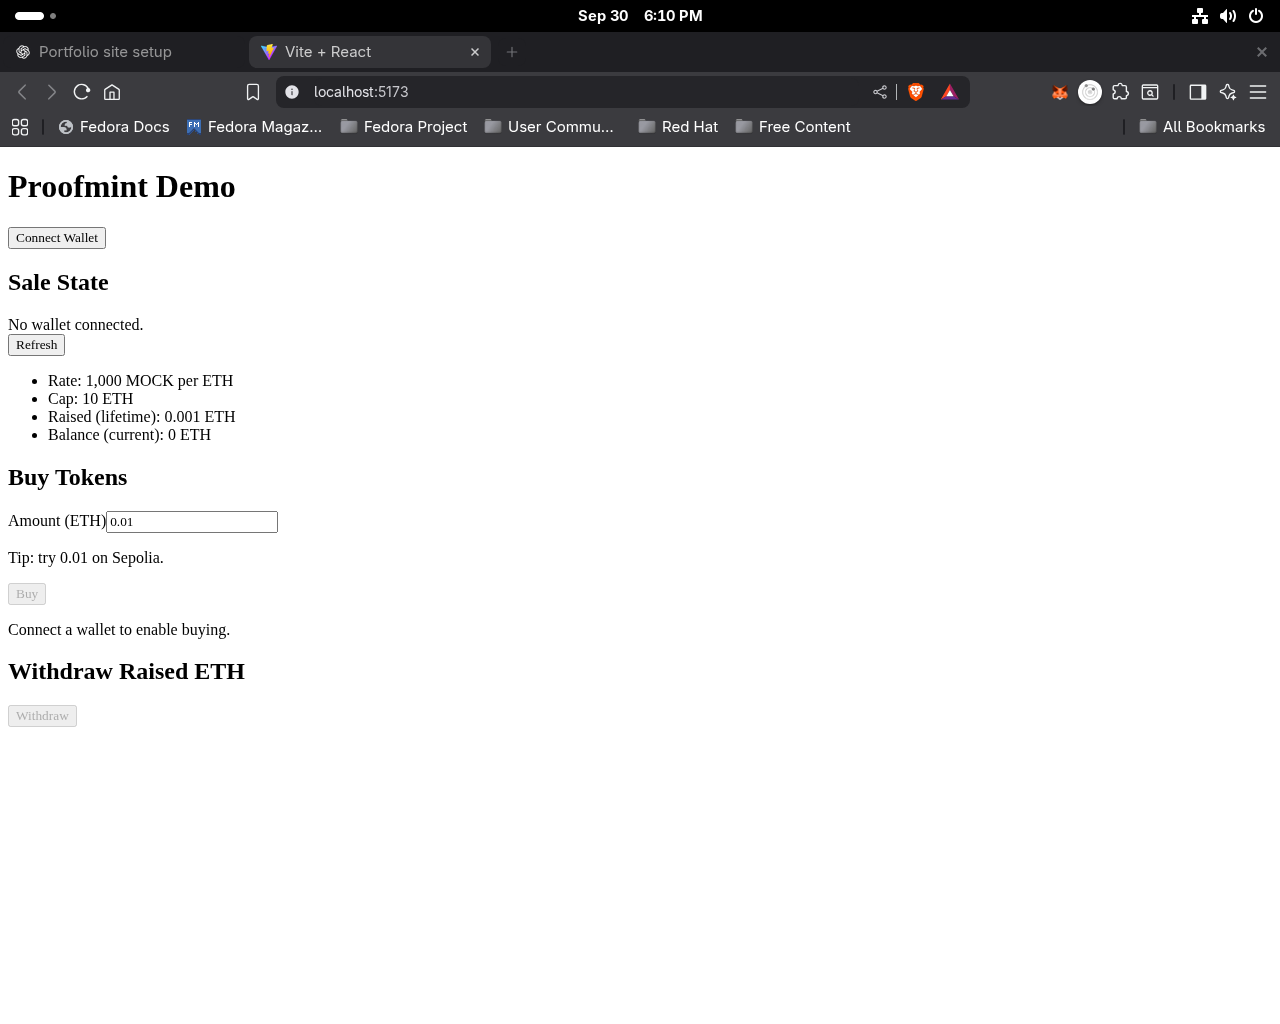 Sep 30 6:10 PM
Portfolio site setup
Vite + React
localhost:5173
Fedora Docs
Fedora Magaz...
Fedora Project
User Commu...
Red Hat
Free Content
All Bookmarks
Proofmint Demo
Connect Wallet
Sale State
No wallet connected.
Refresh
Rate: 1,000 MOCK per ETH
Cap: 10 ETH
Raised (lifetime): 0.001 ETH
Balance (current): 0 ETH
Buy Tokens
Amount (ETH) 0.01
Tip: try 0.01 on Sepolia.
Buy
Connect a wallet to enable buying.
Withdraw Raised ETH
Withdraw